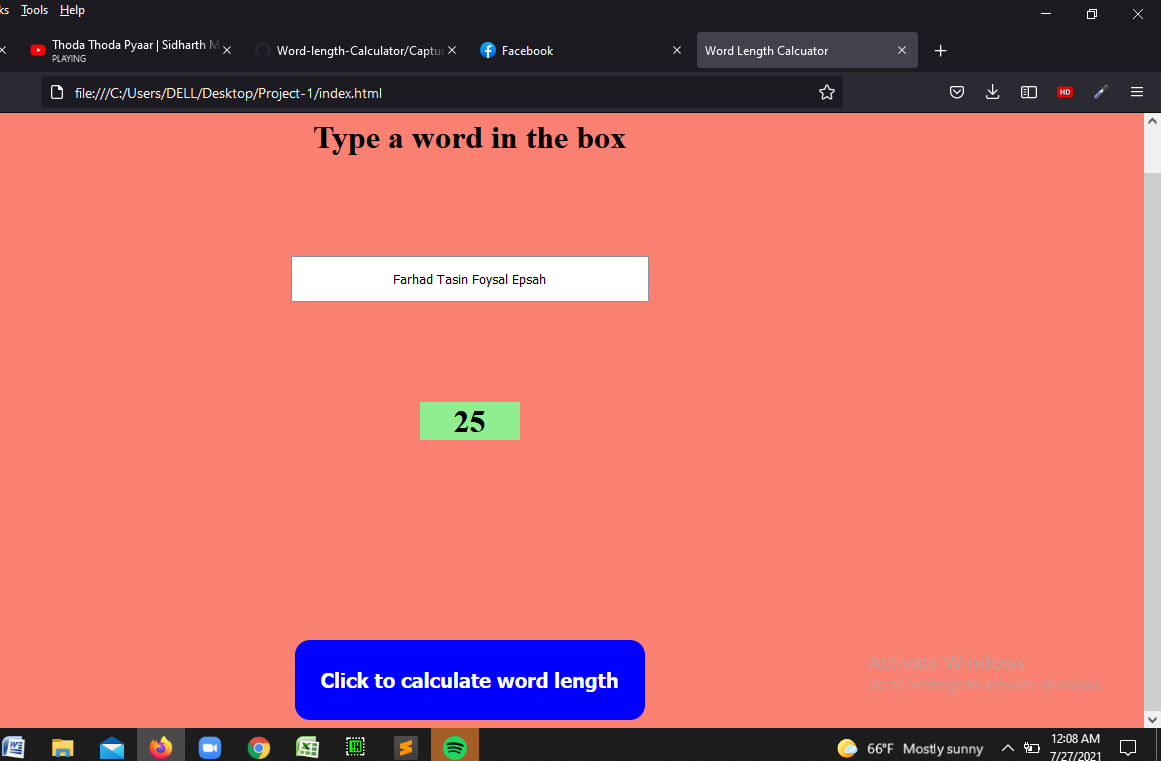 ks Tools Help
Thoda Thoda Pyaar | Sidharth M
PLAYING
Word-length-Calculator/Captur
Facebook
Word Length Calcuator
file:///C:/Users/DELL/Desktop/Project-1/index.html
HD
Type a word in the box
Farhad Tasin Foysal Epsah
25
Click to calculate word length
Activate Windows
Go to Settings to activate Windows.
66°F Mostly sunny
12:08 AM
7/27/2021